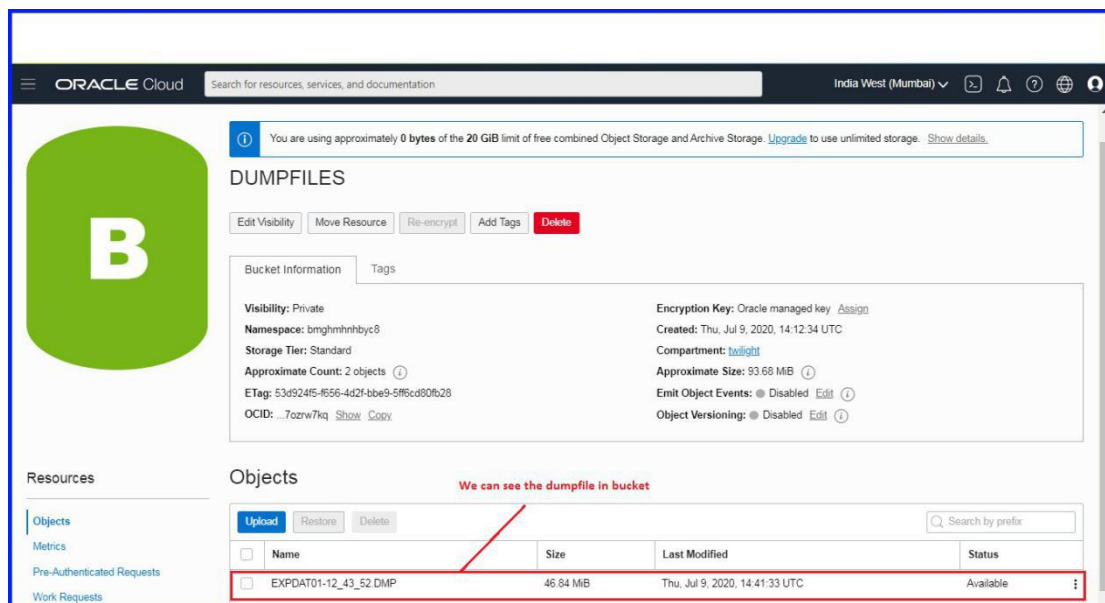 ORACLE Cloud
Search for resources, services, and documentation
India West (Mumbai)
You are using approximately 0 bytes of the 20 GiB limit of free combined Object Storage and Archive Storage. Upgrade to use unlimited storage. Show details.
B
DUMPFILES
Edit Visibility Move Resource Re-encrypt Add Tags Delete
Bucket Information Tags
Visibility: Private
Namespace: bmghmhnhbyc8
Storage Tier: Standard
Approximate Count: 2 objects
ETag: 53d924f5-f656-4d2f-bbe9-5ff6cd80fb28
OCID: ...7ozrw7kq Show Copy
Encryption Key: Oracle managed key Assign
Created: Thu, Jul 9, 2020, 14:12:34 UTC
Compartment: twilight
Approximate Size: 93.68 MiB
Emit Object Events: Disabled Edit
Object Versioning: Disabled Edit
Resources
Objects
Metrics
Pre-Authenticated Requests
Work Requests
Objects
We can see the dumpfile in bucket
Upload Restore Delete
Search by prefix
Name Size Last Modified Status
EXPDAT01-12_43_52.DMP 46.84 MiB Thu, Jul 9, 2020, 14:41:33 UTC Available